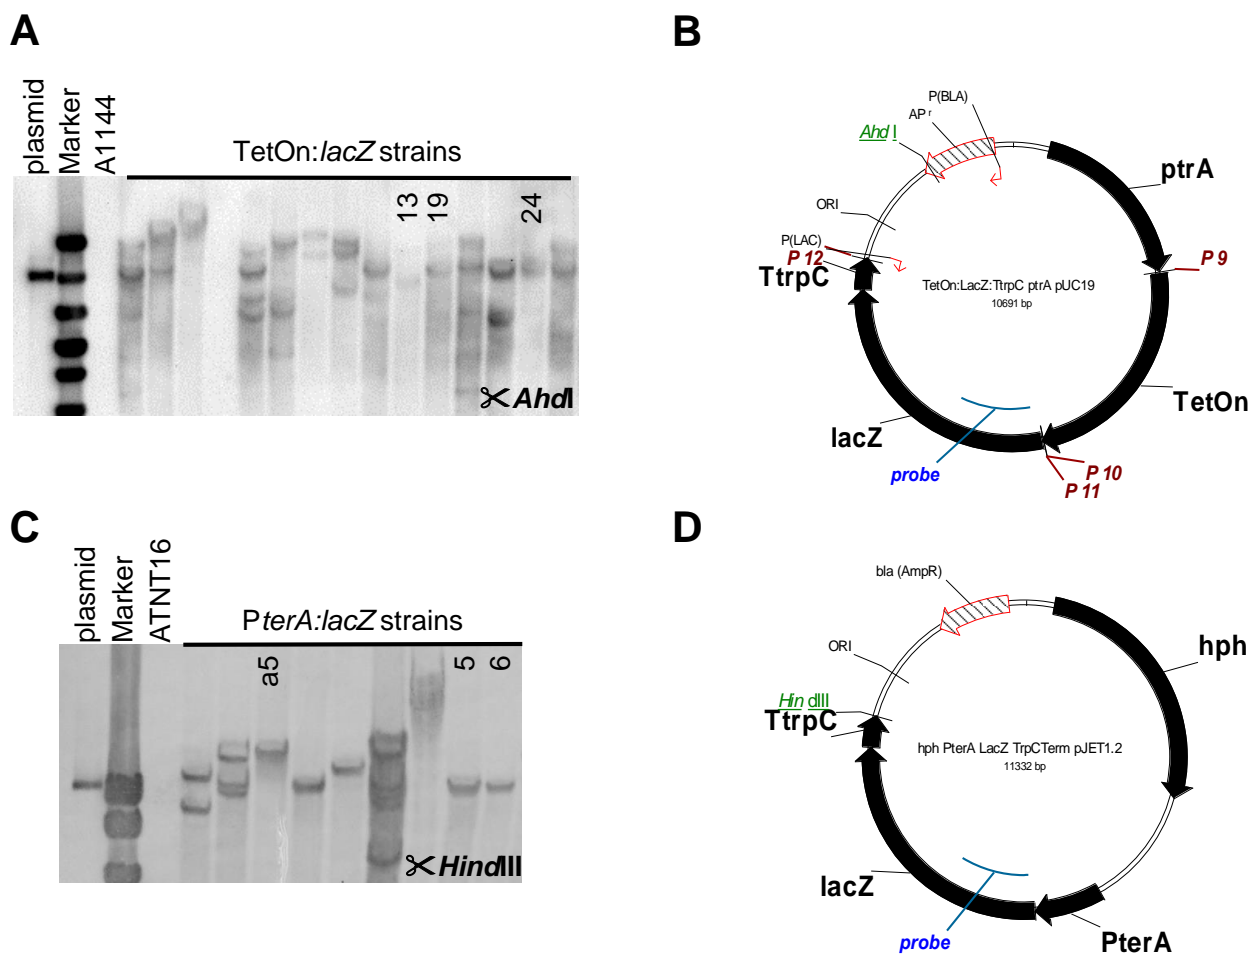 A
plasmid
Marker
A1144
TetOn:lacZ strains
13
19
24
✂AhdI
B
P(BLA)
AP r
Ahd I
ptrA
ORI
P(LAC)
P 12
TtrpC
P 9
TetOn:LacZ:TtrpC ptrA pUC19
10691 bp
TetOn
lacZ
P 10
P 11
probe
C
plasmid
Marker
ATNT16
PterA:lacZ strains
a5
5
6
✂HindIII
D
bla (AmpR)
hph
ORI
Hin dIII
TtrpC
hph PterA LacZ TrpCTerm pJET1.2
11332 bp
lacZ
probe
PterA